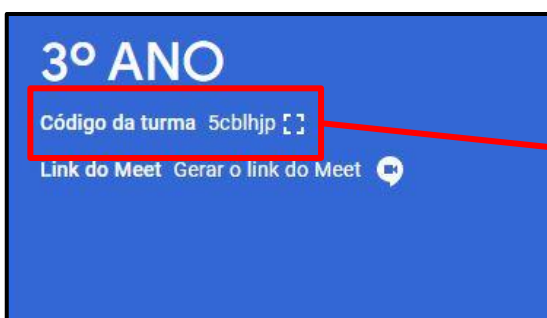 3º ANO
Código da turma 5cblhjp
Link do Meet Gerar o link do Meet